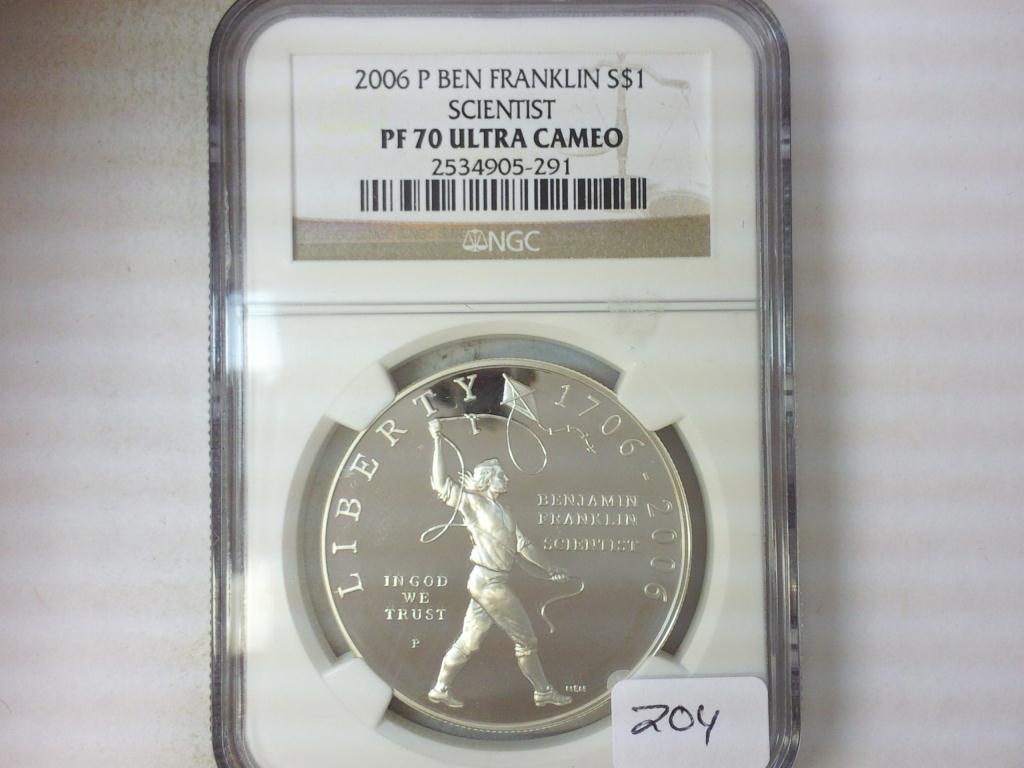 2006 P BEN FRANKLIN S$1
SCIENTIST
PF 70 ULTRA CAMEO
2534905-291
NGC
LIBERTY 1706-2006
BENJAMIN
FRANKLIN
SCIENTIST
IN GOD
WE
TRUST
P
MEM
204